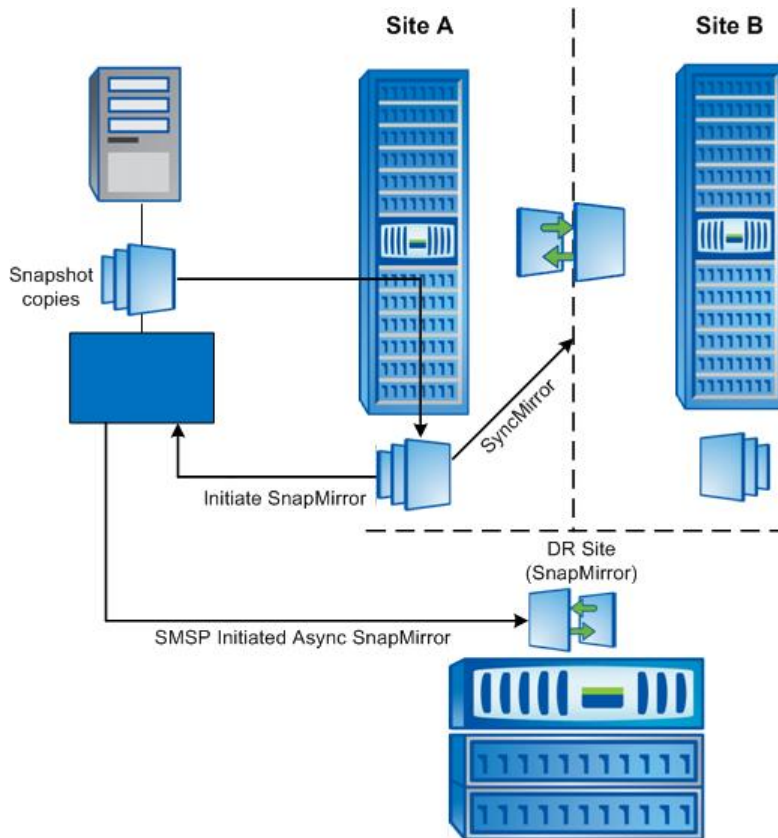 Site A
Site B
Snapshot
copies
SyncMirror
Initiate SnapMirror
DR Site
(SnapMirror)
SMSP Initiated Async SnapMirror